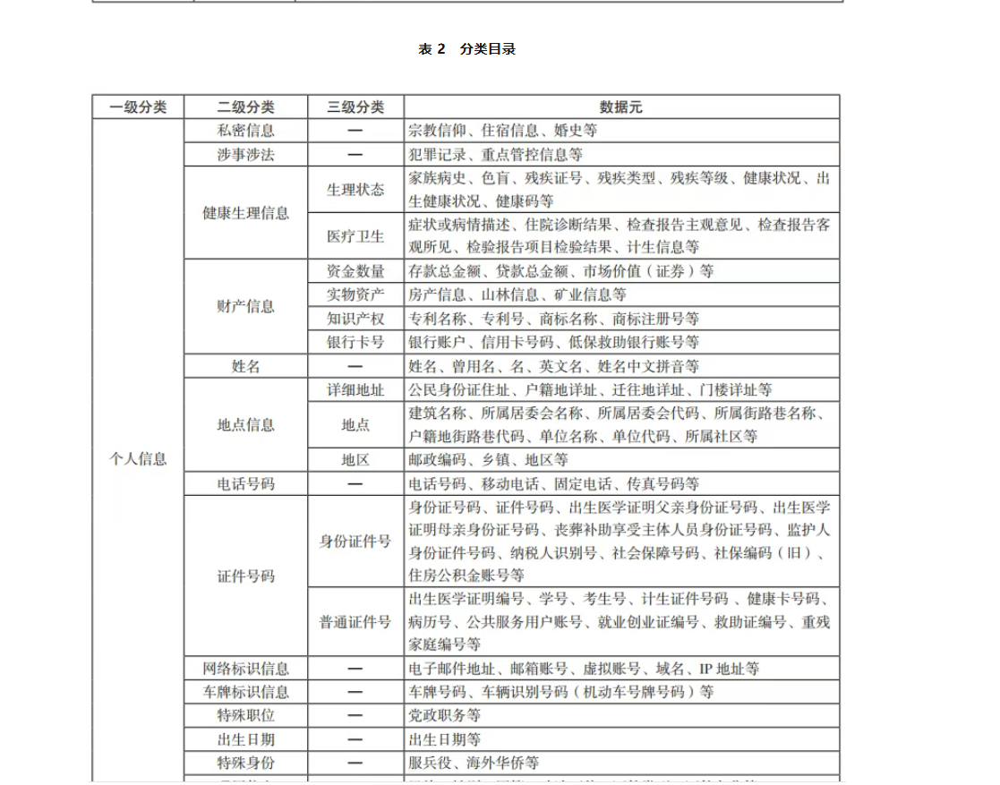 表 2 分类目录
一级分类 二级分类 三级分类 数据元
个人信息
私密信息 — 宗教信仰、住宿信息、婚史等
涉事涉法 — 犯罪记录、重点管控信息等
健康生理信息
生理状态
家族病史、色盲、残疾证号、残疾类型、残疾等级、健康状况、出
生健康状况、健康码等
医疗卫生
症状或病情描述、住院诊断结果、检查报告主观意见、检查报告客
观所见、检验报告项目检验结果、计生信息等
财产信息
资金数量 存款总金额、贷款总金额、市场价值（证券）等
实物资产 房产信息、山林信息、矿业信息等
知识产权 专利名称、专利号、商标名称、商标注册号等
银行卡号 银行账户、信用卡号码、低保救助银行账号等
姓名 — 姓名、曾用名、名、英文名、姓名中文拼音等
地点信息
详细地址 公民身份证住址、户籍地详址、迁往地详址、门楼详址等
地点
建筑名称、所属居委会名称、所属居委会代码、所属街路巷名称、
户籍地街路巷代码、单位名称、单位代码、所属社区等
地区 邮政编码、乡镇、地区等
电话号码 — 电话号码、移动电话、固定电话、传真号码等
证件号码
身份证件号
身份证号码、证件号码、出生医学证明父亲身份证号码、出生医学
证明母亲身份证号码、丧葬补助享受主体人员身份证号码、监护人
身份证件号码、纳税人识别号、社会保障号码、社保编码（旧）、
住房公积金账号等
普通证件号
出生医学证明编号、学号、考生号、计生证件号码 、健康卡号码、
病历号、公共服务用户账号、就业创业证编号、救助证编号、重残
家庭编号等
网络标识信息 — 电子邮件地址、邮箱账号、虚拟账号、域名、IP 地址等
车牌标识信息 — 车牌号码、车辆识别号码（机动车号牌号码）等
特殊职位 — 党政职务等
出生日期 — 出生日期等
特殊身份 — 服兵役、海外华侨等